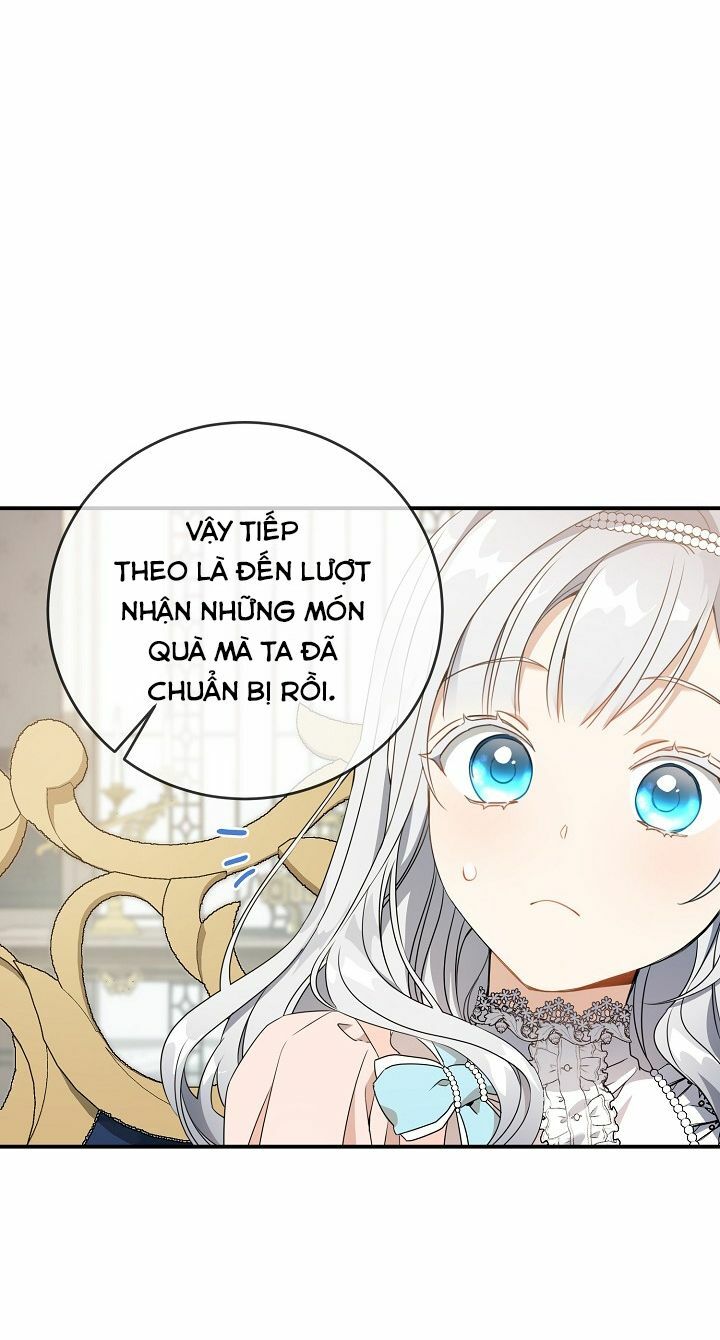 VẬY TIẾP
THEO LÀ ĐẾN LƯỢT
NHẬN NHỮNG MÓN
QUÀ MÀ TA ĐÃ
CHUẨN BỊ RỒI.